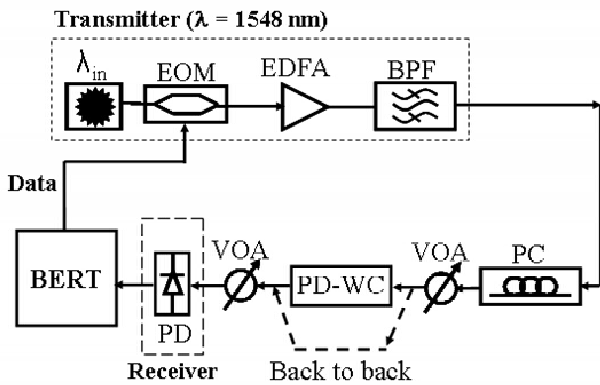 Transmitter (λ = 1548 nm)
λin
EOM
EDFA
BPF
Data
BERT
PD
Receiver
VOA
PD-WC
VOA
PC
Back to back